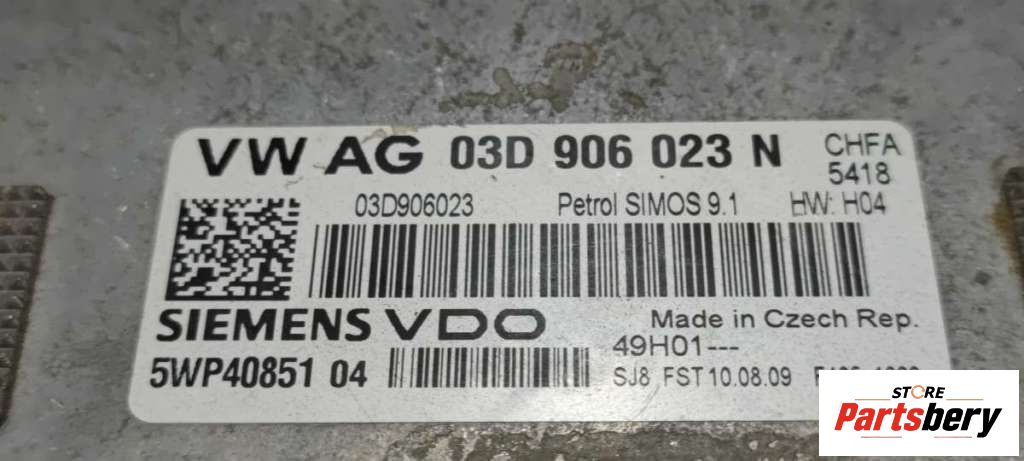 VW AG 03D 906 023 N CHFA
5418
03D906023 Petrol SIMOS 9.1 HW: H04
SIEMENS VDO Made in Czech Rep.
49H01---
5WP40851 04 SJ8 FST 10.08.09
STORE
Partsbery